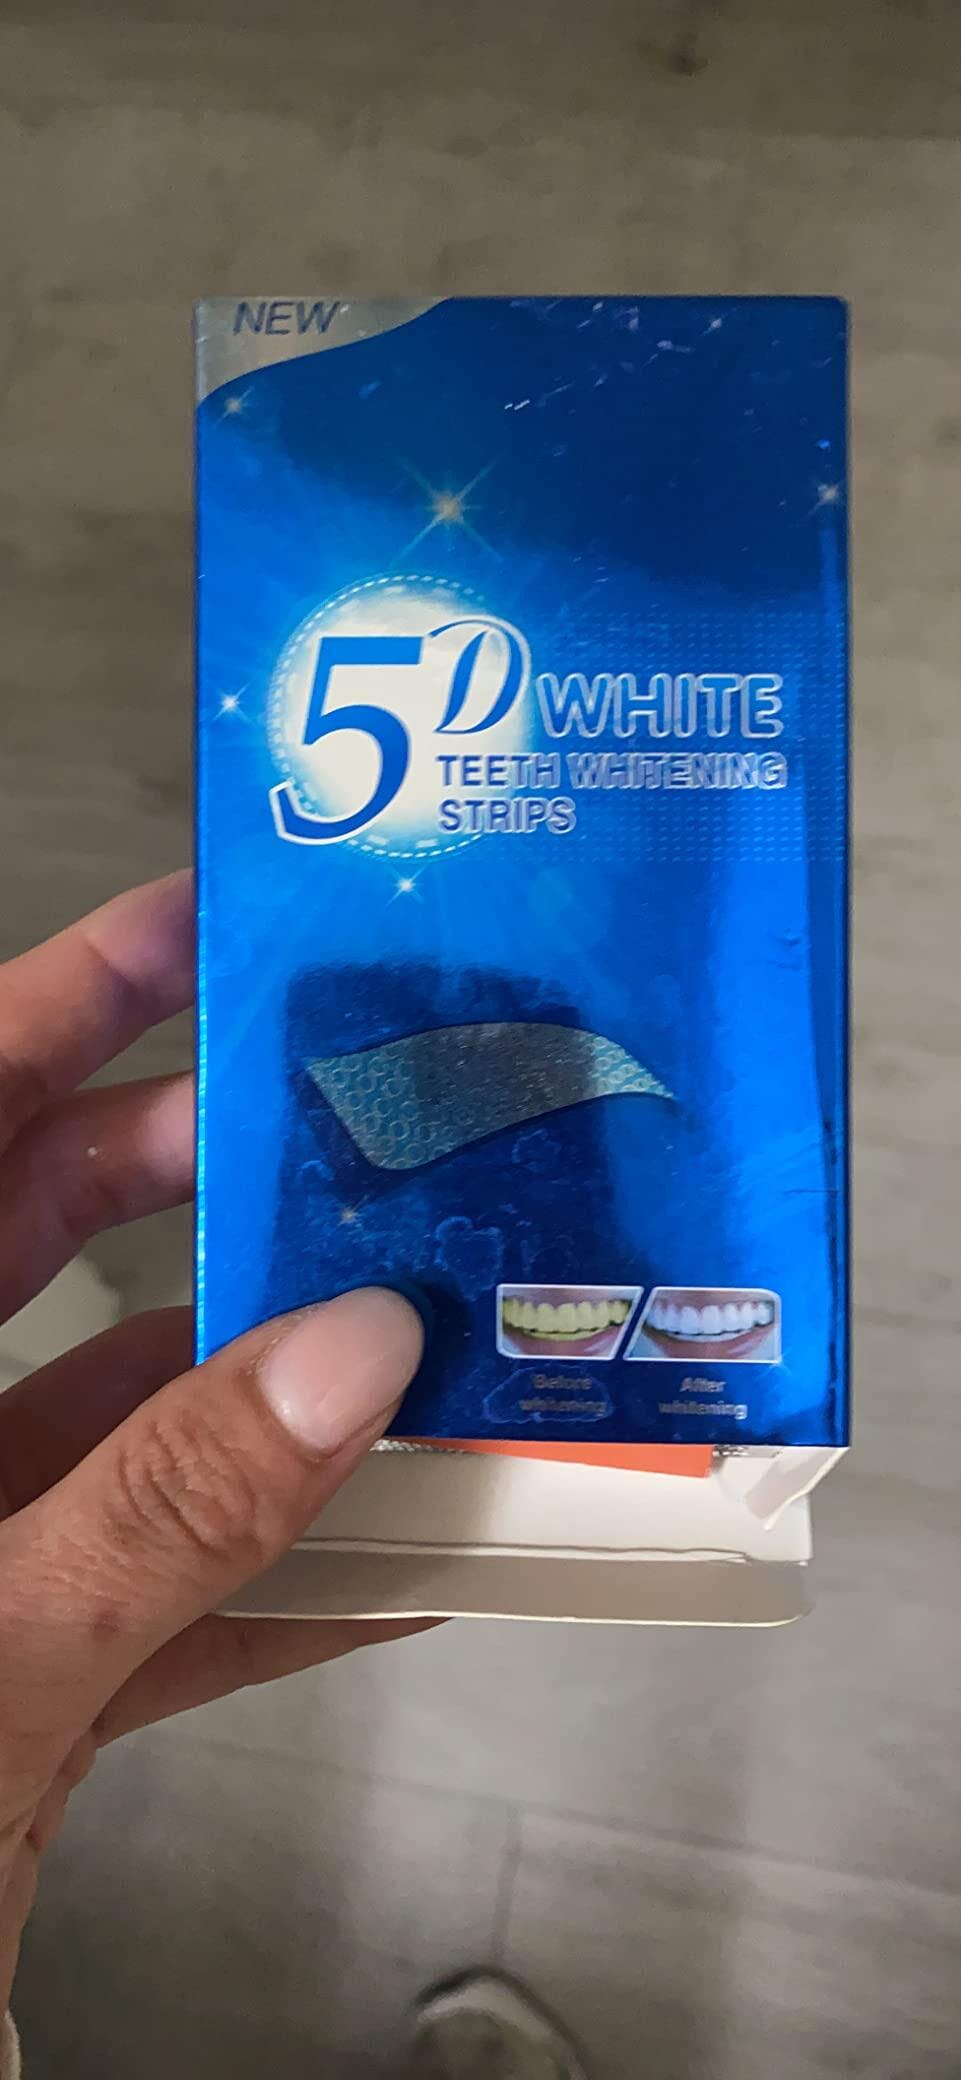 NEW
5D WHITE
TEETH WHITENING
STRIPS
Before
whitening
After
whitening